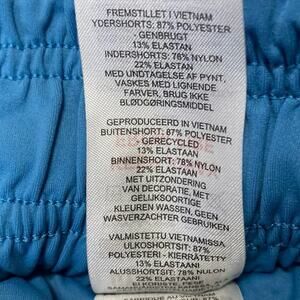 FREMSTILLET I VIETNAM
YDERSHORTS: 87% POLYESTER
- GENBRUGT
13% ELASTAN
INDERSHORTS: 78% NYLON
22% ELASTAN
MED UNDTAGELSE AF PYNT.
VASKES MED LIGNENDE
FARVER, BRUG IKKE
BLØDGØRINGSMIDDEL
GEPRODUCEERD IN VIETNAM
BUITENSHORT: 87% POLYESTER
- GERECYCLED
13% ELASTAAN
BINNENSHORT: 78% NYLON
22% ELASTAAN
MET UITZONDERING
VAN DECORATIE, MET
GELIJKSOORTIGE
KLEUREN WASSEN, GEEN
WASVERZACHTER GEBRUIKEN
VALMISTETTU VIETNAMISSA
ULKOSHORTSIT: 87%
POLYESTERI - KIERRÄTETTY
13% ELASTAANI
ALUSSHORTSIT: 78% NYLON
22% ELASTAANI
EI KORISTE, PESE